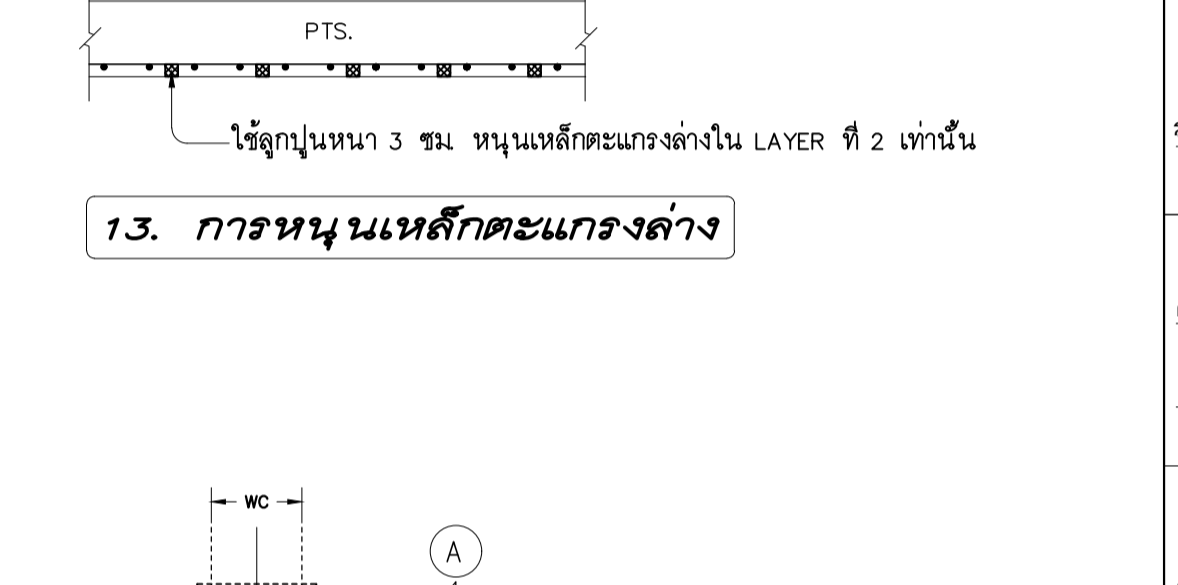 PTS.
ใช้ลูกปูนหนา 3 ซม. หนุนเหล็กตะแกรงล่างใน LAYER ที่ 2 เท่านั้น
13. การหนุนเหล็กตะแกรงล่าง
WC
A